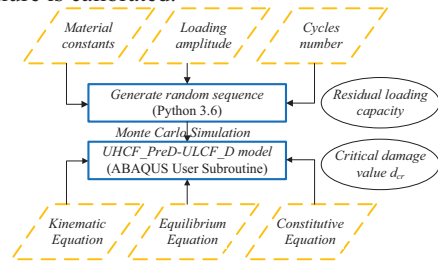 Material
constants
Loading
amplitude
Cycles
number
Generate random sequence
(Python 3.6)
Residual loading
capacity
Monte Carlo Simulation
UHCF_PreD-ULCF_D model
(ABAQUS User Subroutine)
Critical damage
value dcr
Kinematic
Equation
Equilibrium
Equation
Constitutive
Equation